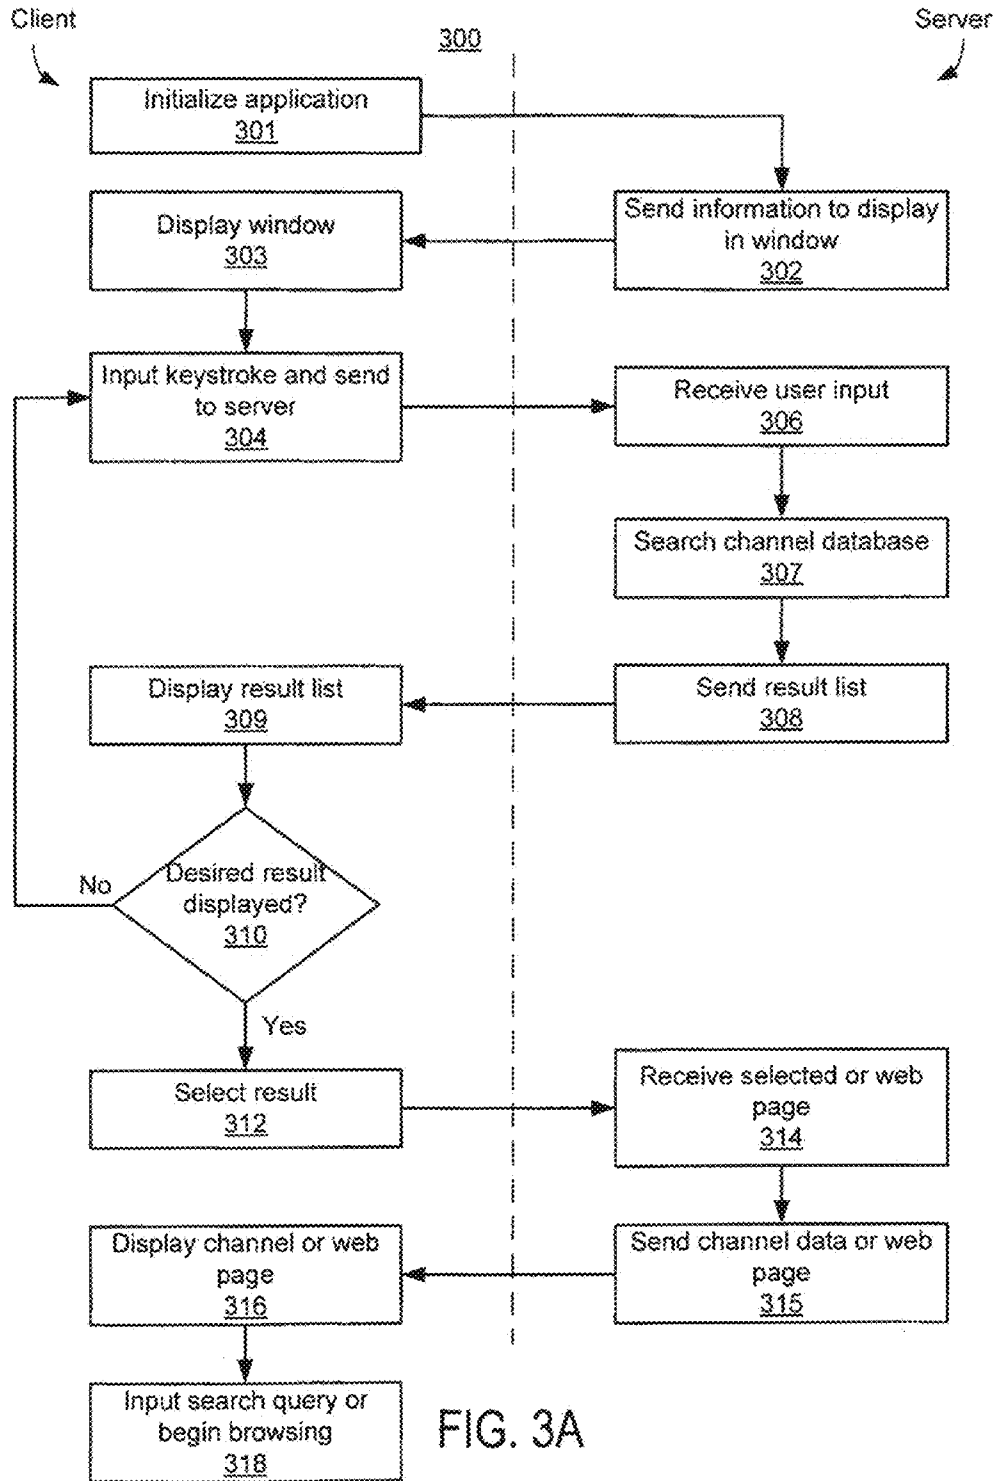 Client
300
Server
Initialize application
301
Send information to display
in window
302
Display window
303
Input keystroke and send
to server
304
Receive user input
306
Search channel database
307
Send result list
308
Display result list
309
Desired result
displayed?
310
No
Yes
Select result
312
Receive selected or web
page
314
Send channel data or web
page
315
Display channel or web
page
316
Input search query or
begin browsing
318
FIG. 3A